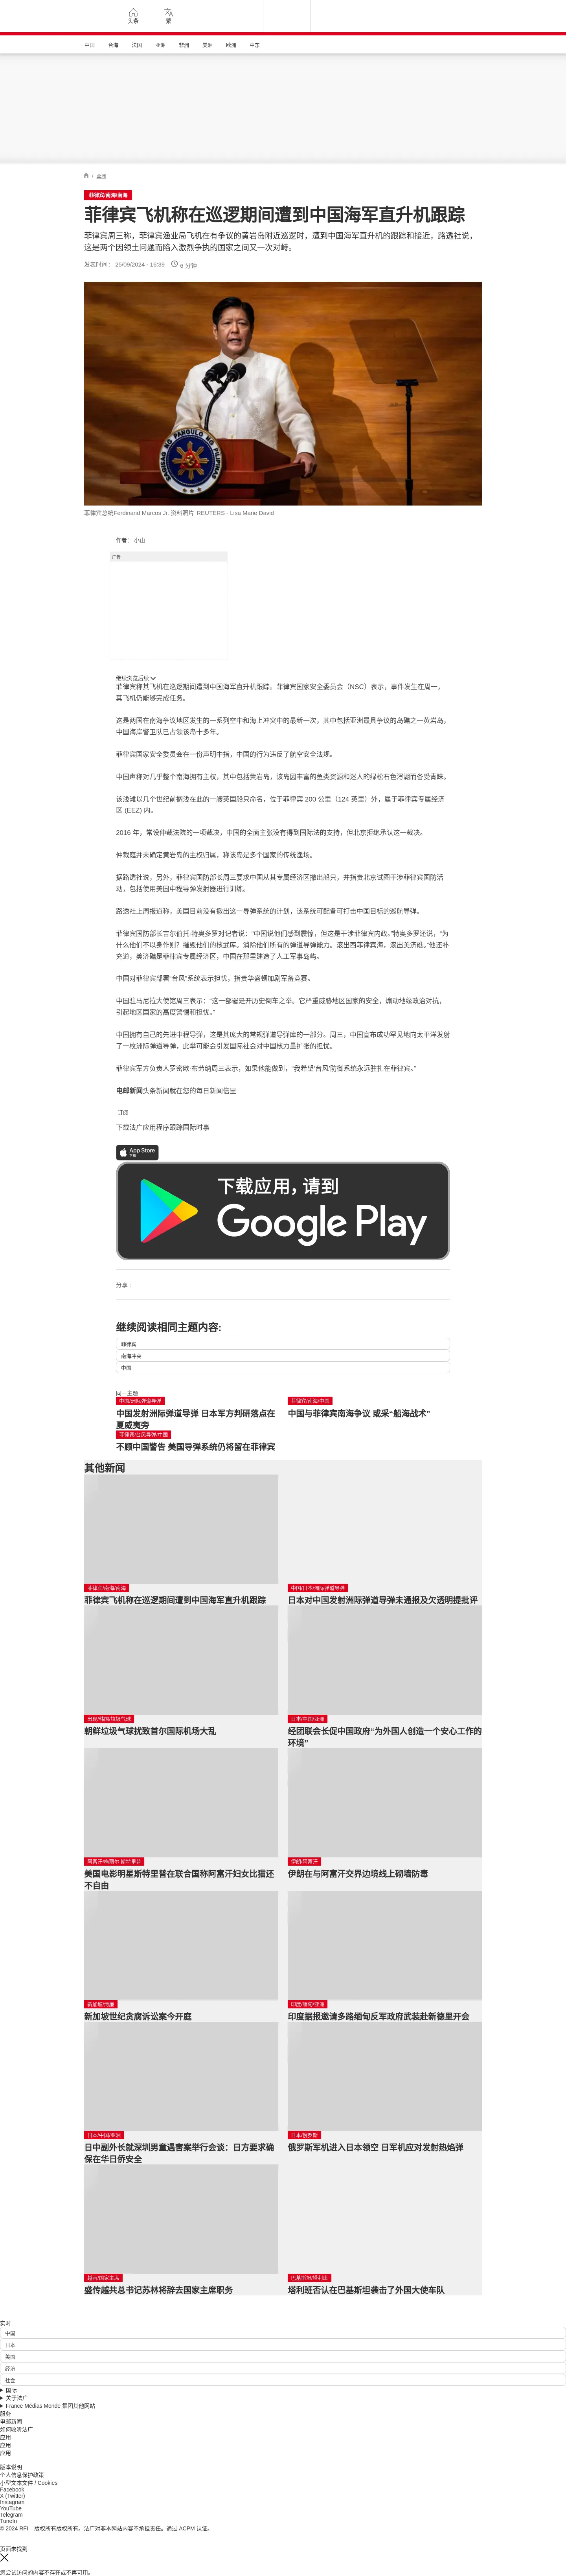 头条
繁
中国
台海
法国
亚洲
非洲
美洲
欧洲
中东
/ 亚洲
菲律宾/南海/南海
菲律宾飞机称在巡逻期间遭到中国海军直升机跟踪
菲律宾周三称，菲律宾渔业局飞机在有争议的黄岩岛附近巡逻时，遭到中国海军直升机的跟踪和接近，路透社说，
这是两个因领土问题而陷入激烈争执的国家之间又一次对峙。
发表时间： 25/09/2024 - 16:39
6 分钟
菲律宾总统Ferdinand Marcos Jr. 资料照片 REUTERS - Lisa Marie David
作者： 小山
广告
继续浏览后续
菲律宾称其飞机在巡逻期间遭到中国海军直升机跟踪。菲律宾国家安全委员会（NSC）表示，事件发生在周一，
其飞机仍能够完成任务。
这是两国在南海争议地区发生的一系列空中和海上冲突中的最新一次，其中包括亚洲最具争议的岛礁之一黄岩岛，
中国海岸警卫队已占领该岛十多年。
菲律宾国家安全委员会在一份声明中指，中国的行为违反了航空安全法规。
中国声称对几乎整个南海拥有主权，其中包括黄岩岛，该岛因丰富的鱼类资源和迷人的绿松石色泻湖而备受青睐。
该浅滩以几个世纪前搁浅在此的一艘英国船只命名，位于菲律宾 200 公里（124 英里）外，属于菲律宾专属经济
区 (EEZ) 内。
2016 年，常设仲裁法院的一项裁决，中国的全面主张没有得到国际法的支持，但北京拒绝承认这一裁决。
仲裁庭并未确定黄岩岛的主权归属，称该岛是多个国家的传统渔场。
据路透社说，另外，菲律宾国防部长周三要求中国从其专属经济区撤出船只，并指责北京试图干涉菲律宾国防活
动，包括使用美国中程导弹发射器进行训练。
路透社上周报道称，美国目前没有撤出这一导弹系统的计划，该系统可配备可打击中国目标的巡航导弹。
菲律宾国防部长吉尔伯托·特奥多罗对记者说：“中国说他们感到震惊，但这是干涉菲律宾内政。”特奥多罗还说，“为
什么他们不以身作则？摧毁他们的核武库。消除他们所有的弹道导弹能力。滚出西菲律宾海，滚出美济礁。”他还补
充道，美济礁是菲律宾专属经济区，中国在那里建造了人工军事岛屿。
中国对菲律宾部署“台风”系统表示担忧，指责华盛顿加剧军备竞赛。
中国驻马尼拉大使馆周三表示：“这一部署是开历史倒车之举。它严重威胁地区国家的安全，煽动地缘政治对抗，
引起地区国家的高度警惕和担忧。”
中国拥有自己的先进中程导弹，这是其庞大的常规弹道导弹库的一部分。周三，中国宣布成功罕见地向太平洋发射
了一枚洲际弹道导弹，此举可能会引发国际社会对中国核力量扩张的担忧。
菲律宾军方负责人罗密欧·布劳纳周三表示，如果他能做到，“我希望‘台风’防御系统永远驻扎在菲律宾。”
电邮新闻头条新闻就在您的每日新闻信里
订阅
下载法广应用程序跟踪国际时事
App Store
下载
下载应用，请到
Google Play
分享 :
继续阅读相同主题内容:
菲律宾
南海冲突
中国
同一主题
中国/洲际弹道导弹
中国发射洲际弹道导弹 日本军方判研落点在
夏威夷旁
菲律宾/南海/中国
中国与菲律宾南海争议 或采“船海战术”
菲律宾/台风导弹/中国
不顾中国警告 美国导弹系统仍将留在菲律宾
其他新闻
菲律宾/南海/南海
菲律宾飞机称在巡逻期间遭到中国海军直升机跟踪
中国/日本/洲际弹道导弹
日本对中国发射洲际弹道导弹未通报及欠透明提批评
出现/韩国/垃圾气球
朝鲜垃圾气球扰致首尔国际机场大乱
日本/中国/亚洲
经团联会长促中国政府“为外国人创造一个安心工作的
环境”
阿富汗/梅丽尔·斯特里普
美国电影明星斯特里普在联合国称阿富汗妇女比猫还
不自由
伊朗/阿富汗
伊朗在与阿富汗交界边境线上砌墙防毒
新加坡/清廉
新加坡世纪贪腐诉讼案今开庭
印度/缅甸/亚洲
印度据报邀请多路缅甸反军政府武装赴新德里开会
日本/中国/亚洲
日中副外长就深圳男童遇害案举行会谈：日方要求确
保在华日侨安全
日本/俄罗斯
俄罗斯军机进入日本领空 日军机应对发射热焰弹
越南/国家主席
盛传越共总书记苏林将辞去国家主席职务
巴基斯坦/塔利班
塔利班否认在巴基斯坦袭击了外国大使车队
实时
中国
日本
美国
经济
社会
国际
关于法广
France Médias Monde 集团其他网站
服务
电邮新闻
如何收听法广
应用
应用
应用
版本说明
个人信息保护政策
小型文本文件 / Cookies
Facebook
X (Twitter)
Instagram
YouTube
Telegram
TuneIn
© 2024 RFI – 版权所有版权所有。法广对非本网站内容不承担责任。通过 ACPM 认证。
页面未找到
您尝试访问的内容不存在或不再可用。